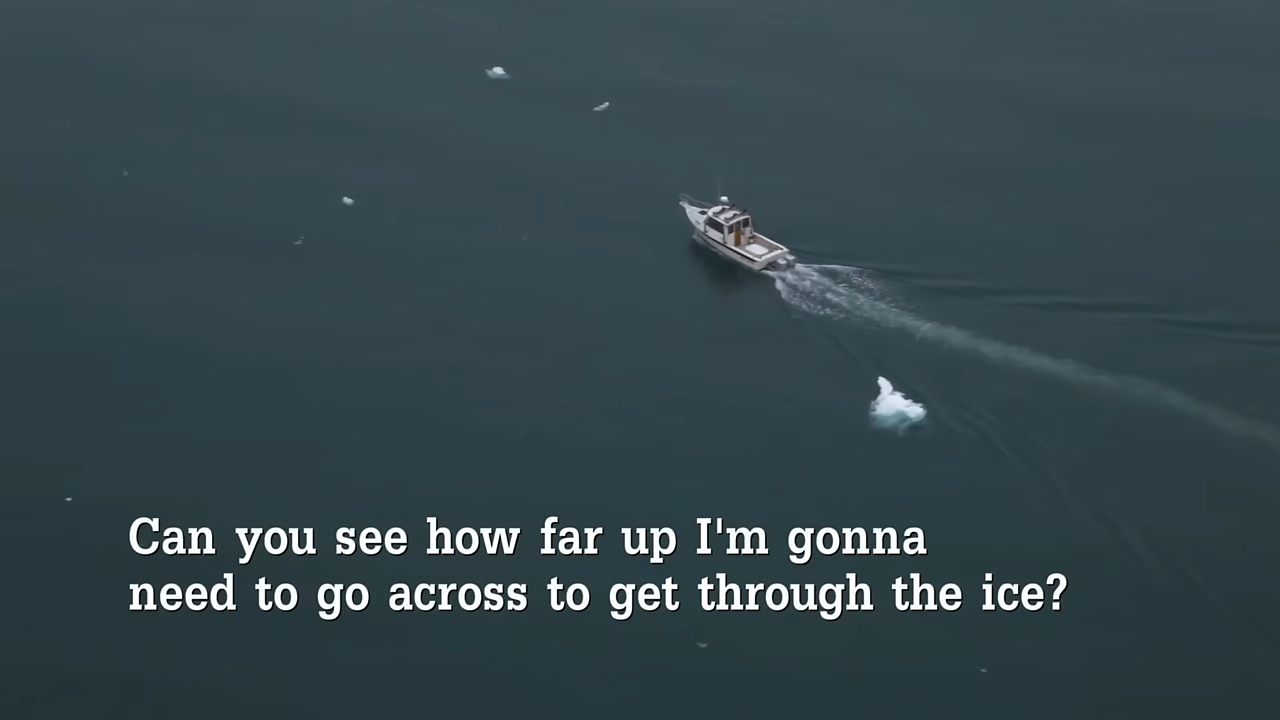 Can you see how far up I'm gonna
need to go across to get through the ice?